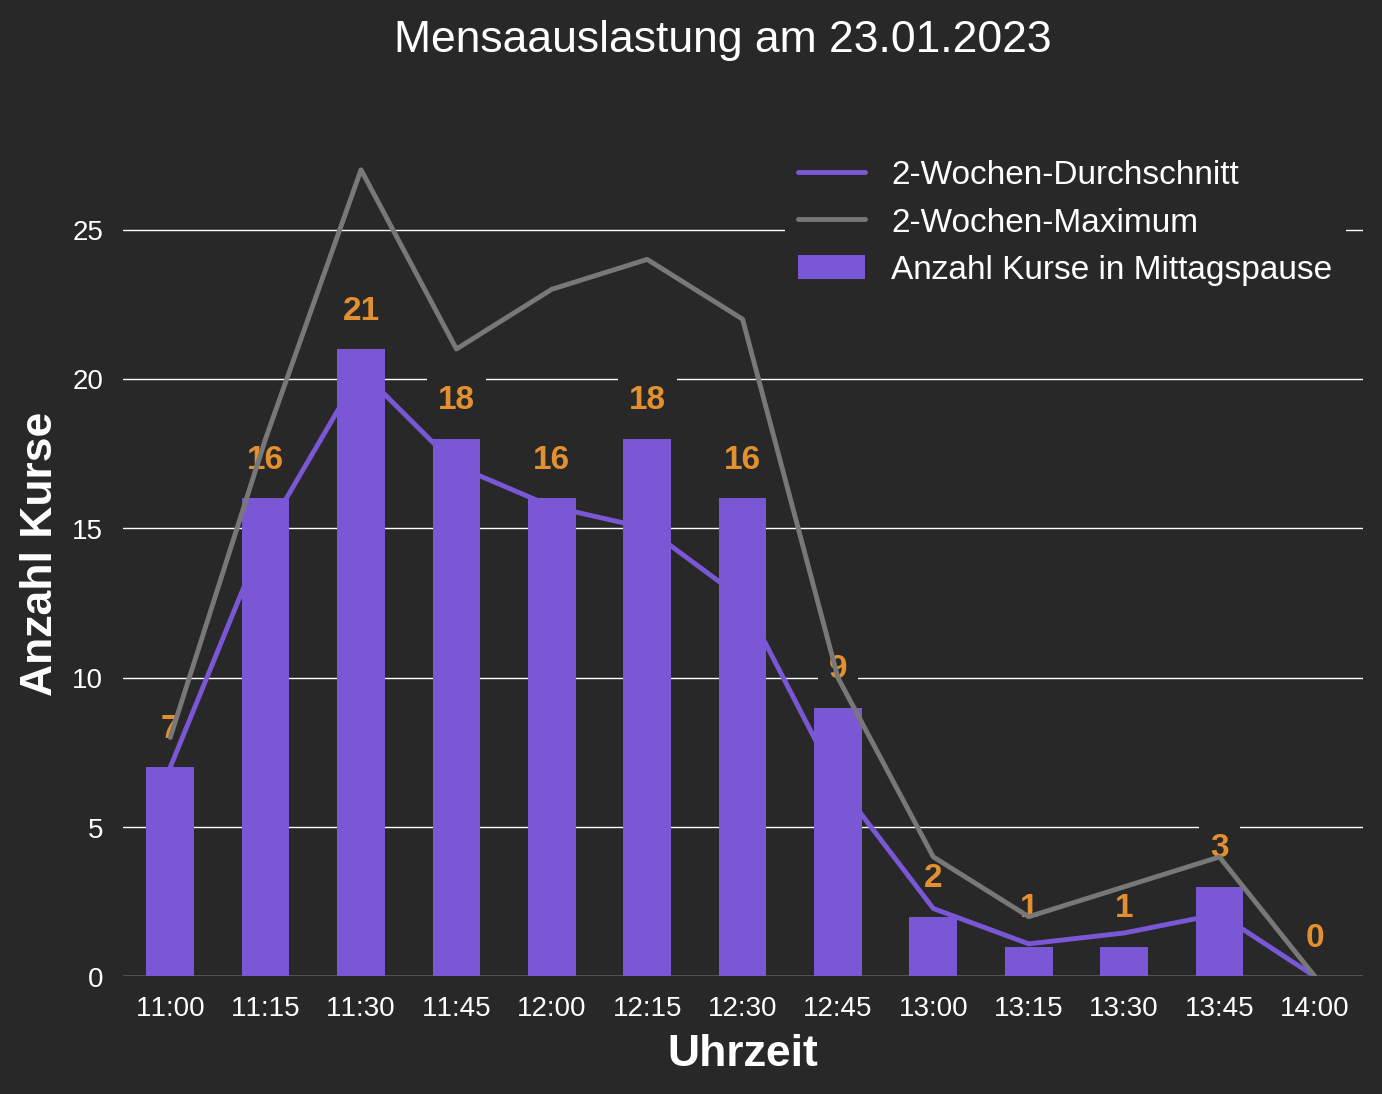 Mensaauslastung am 23.01.2023
2-Wochen-Durchschnitt
2-Wochen-Maximum
Anzahl Kurse in Mittagspause
Anzahl Kurse
25
20
15
10
5
0
7
16
21
18
16
18
16
9
2
1
1
3
0
11:00 11:15 11:30 11:45 12:00 12:15 12:30 12:45 13:00 13:15 13:30 13:45 14:00
Uhrzeit